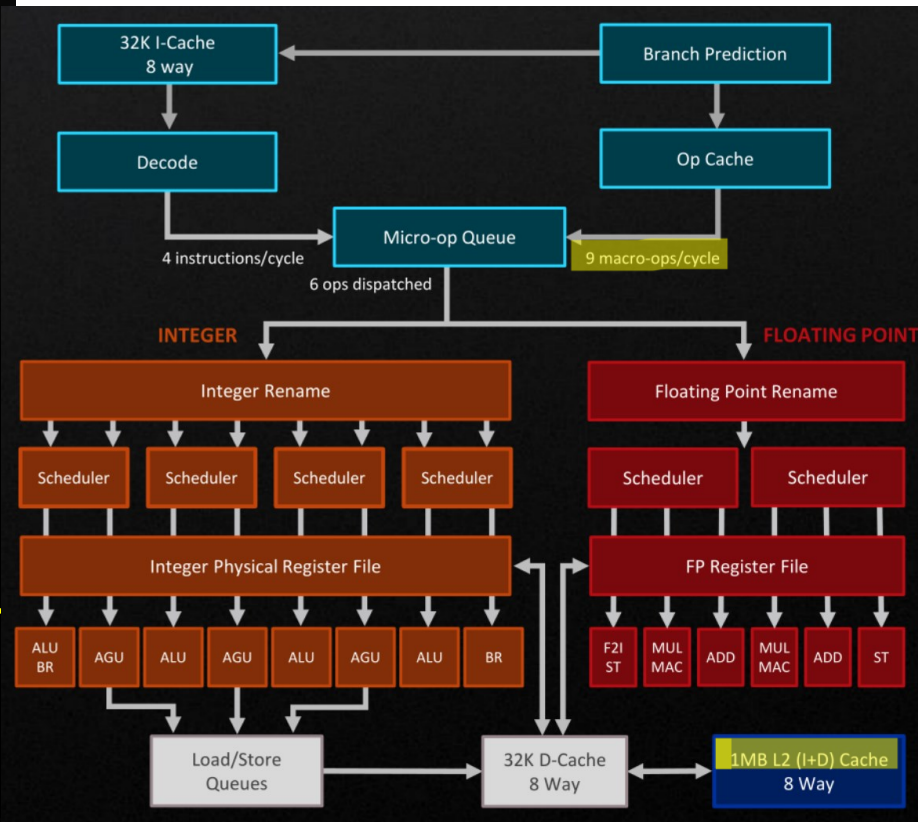 32K I-Cache
8 way
Branch Prediction
Decode
Op Cache
Micro-op Queue
4 instructions/cycle
9 macro-ops/cycle
6 ops dispatched
INTEGER
FLOATING POINT
Integer Rename
Floating Point Rename
Scheduler
Scheduler
Scheduler
Scheduler
Scheduler
Scheduler
Integer Physical Register File
FP Register File
ALU
BR
AGU
ALU
AGU
ALU
AGU
ALU
BR
F2I
ST
MUL
MAC
ADD
MUL
MAC
ADD
ST
Load/Store
Queues
32K D-Cache
8 Way
1MB L2 (I+D) Cache
8 Way